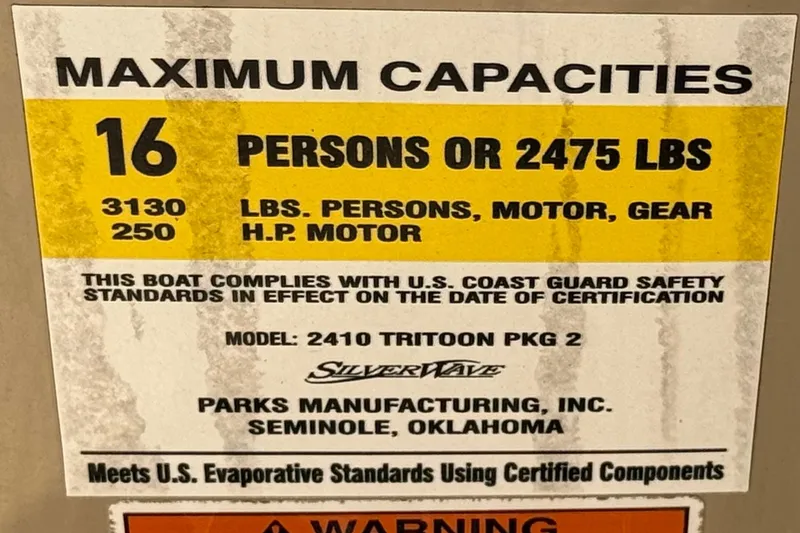 MAXIMUM CAPACITIES
16 PERSONS OR 2475 LBS
3130 LBS. PERSONS, MOTOR, GEAR
250 H.P. MOTOR
THIS BOAT COMPLIES WITH U.S. COAST GUARD SAFETY
STANDARDS IN EFFECT ON THE DATE OF CERTIFICATION
MODEL: 2410 TRITOON PKG 2
SILVERWAVE
PARKS MANUFACTURING, INC.
SEMINOLE, OKLAHOMA
Meets U.S. Evaporative Standards Using Certified Components
WARNING